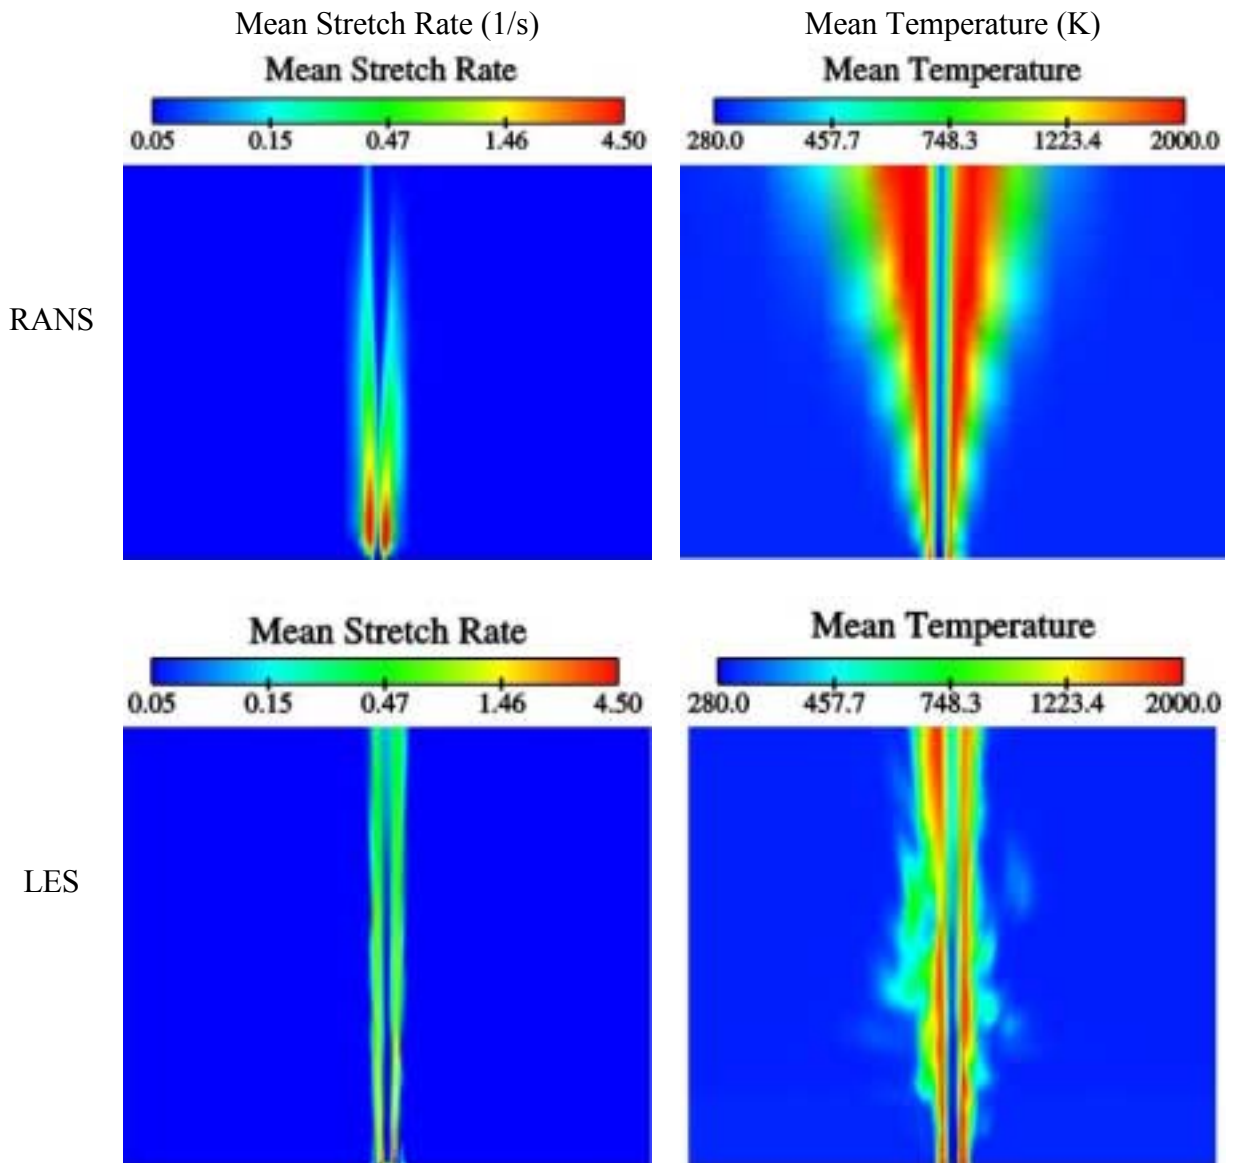 Mean Stretch Rate (1/s) Mean Temperature (K)
Mean Stretch Rate Mean Temperature
0.05 0.15 0.47 1.46 4.50 280.0 457.7 748.3 1223.4 2000.0
RANS
Mean Stretch Rate Mean Temperature
0.05 0.15 0.47 1.46 4.50 280.0 457.7 748.3 1223.4 2000.0
LES